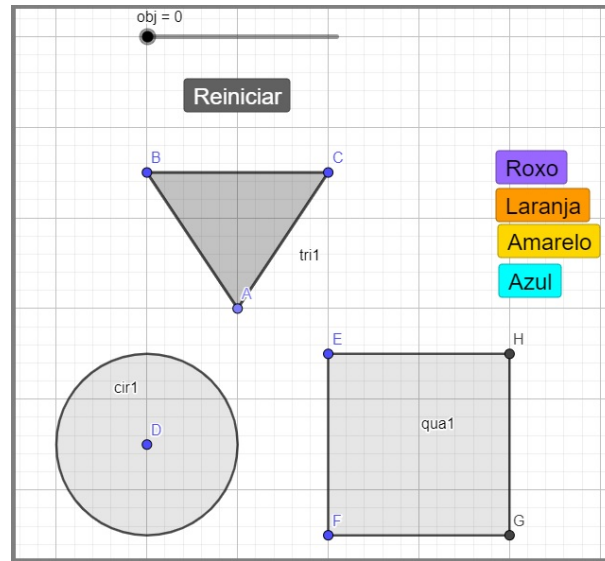 obj = 0
Reiniciar
B
C
Roxo
Laranja
tri1
Amarelo
Azul
A
E
H
cir1
qua1
D
F
G